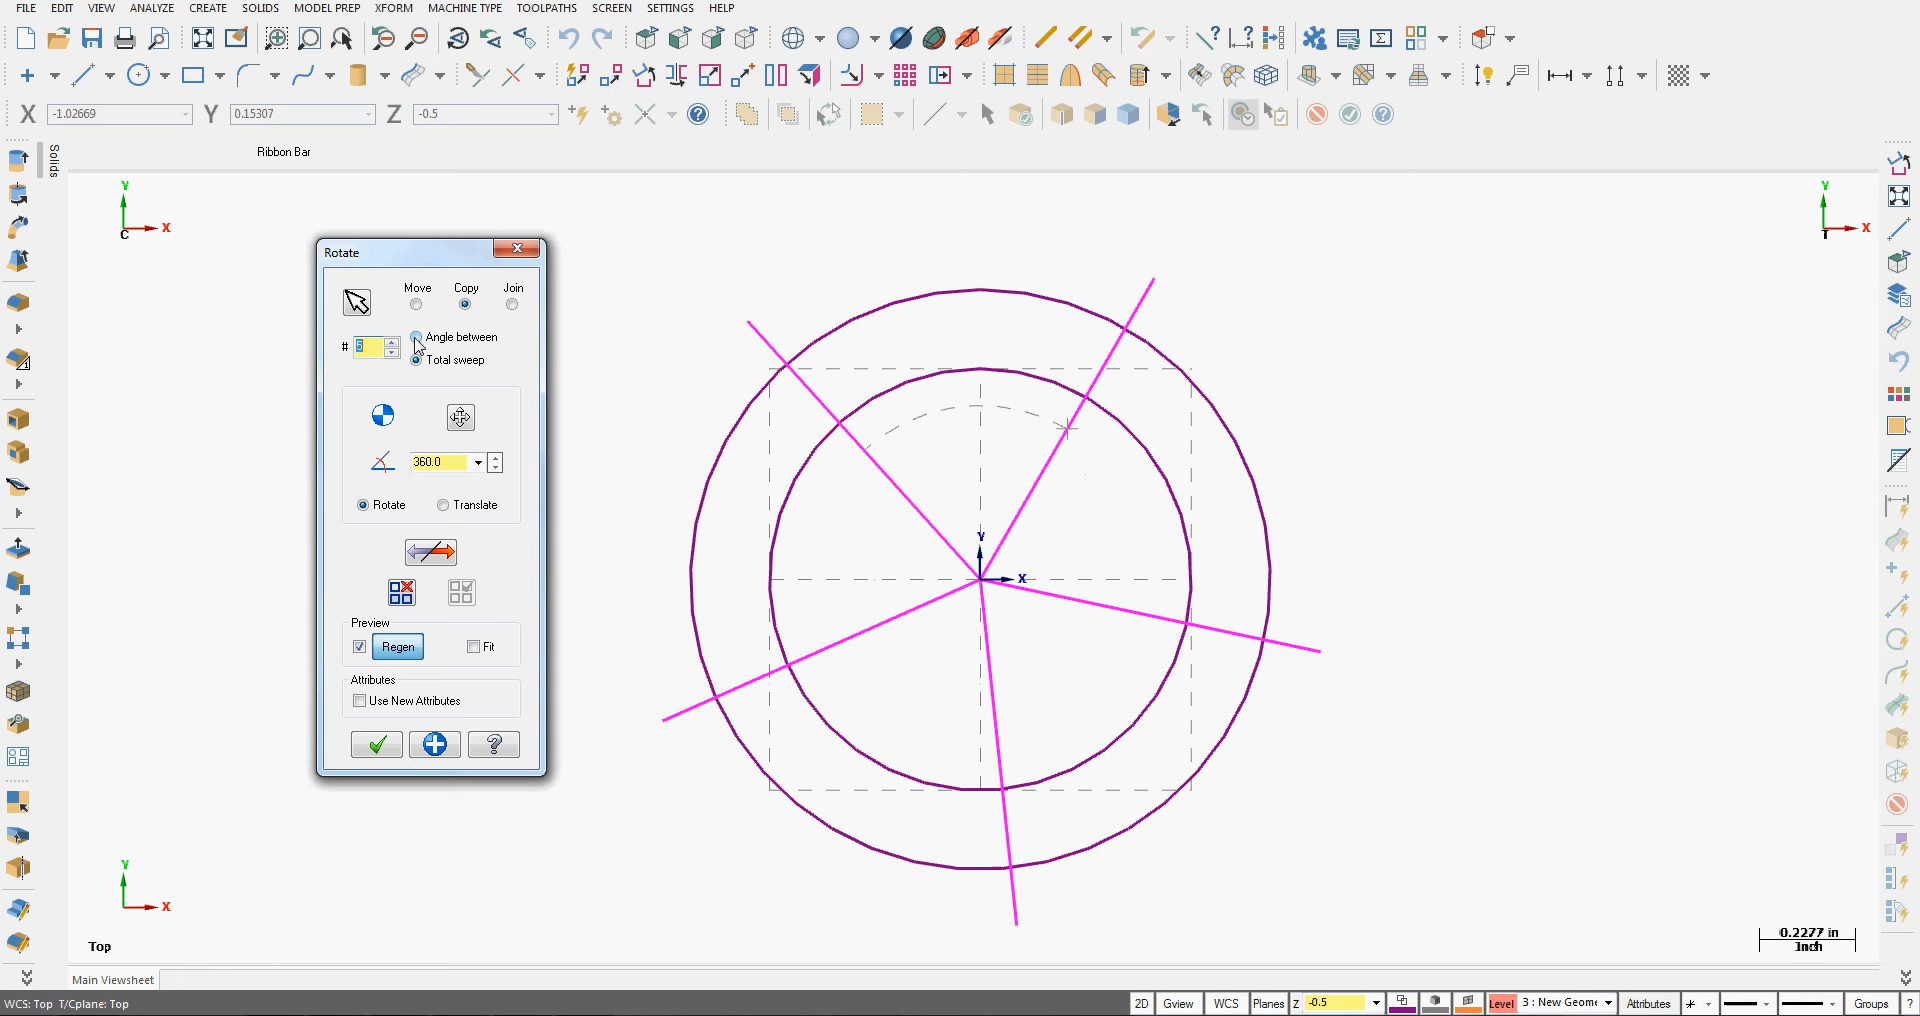 FILE EDIT VIEW ANALYZE CREATE SOLIDS MODEL PREP XFORM MACHINE TYPE TOOLPATHS SCREEN SETTINGS HELP
X -1.02669 Y 0.15307 Z -0.5
Solids
Ribbon Bar
Y
X
C
Y
X
T
Rotate
Move Copy Join
# 5
Angle between
Total sweep
360.0
Rotate Translate
Preview
Regen Fit
Attributes
Use New Attributes
Y
X
Y
X
Top
0.2277 in
Inch
Main Viewsheet
WCS: Top T/Cplane: Top
2D Gview WCS Planes Z -0.5 Level 3 : New Geome Attributes Groups ?